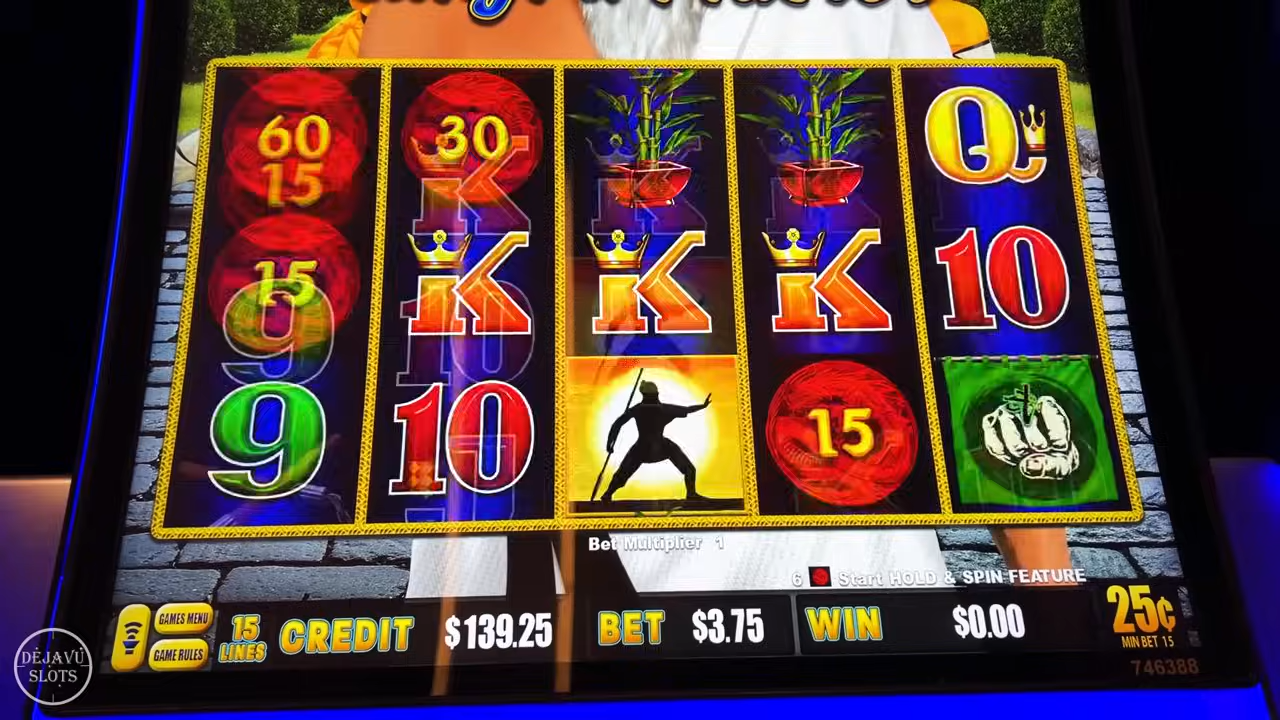 60 30 Q
15
15 K K K 10
9
9 10 15
Bet Multiplier 1
6 Start HOLD & SPIN FEATURE
GAMES MENU
GAME RULES
15 LINES
CREDIT $139.25
BET $3.75
WIN $0.00
25¢
MIN BET 15
746388
DÉJAVÚ
SLOTS